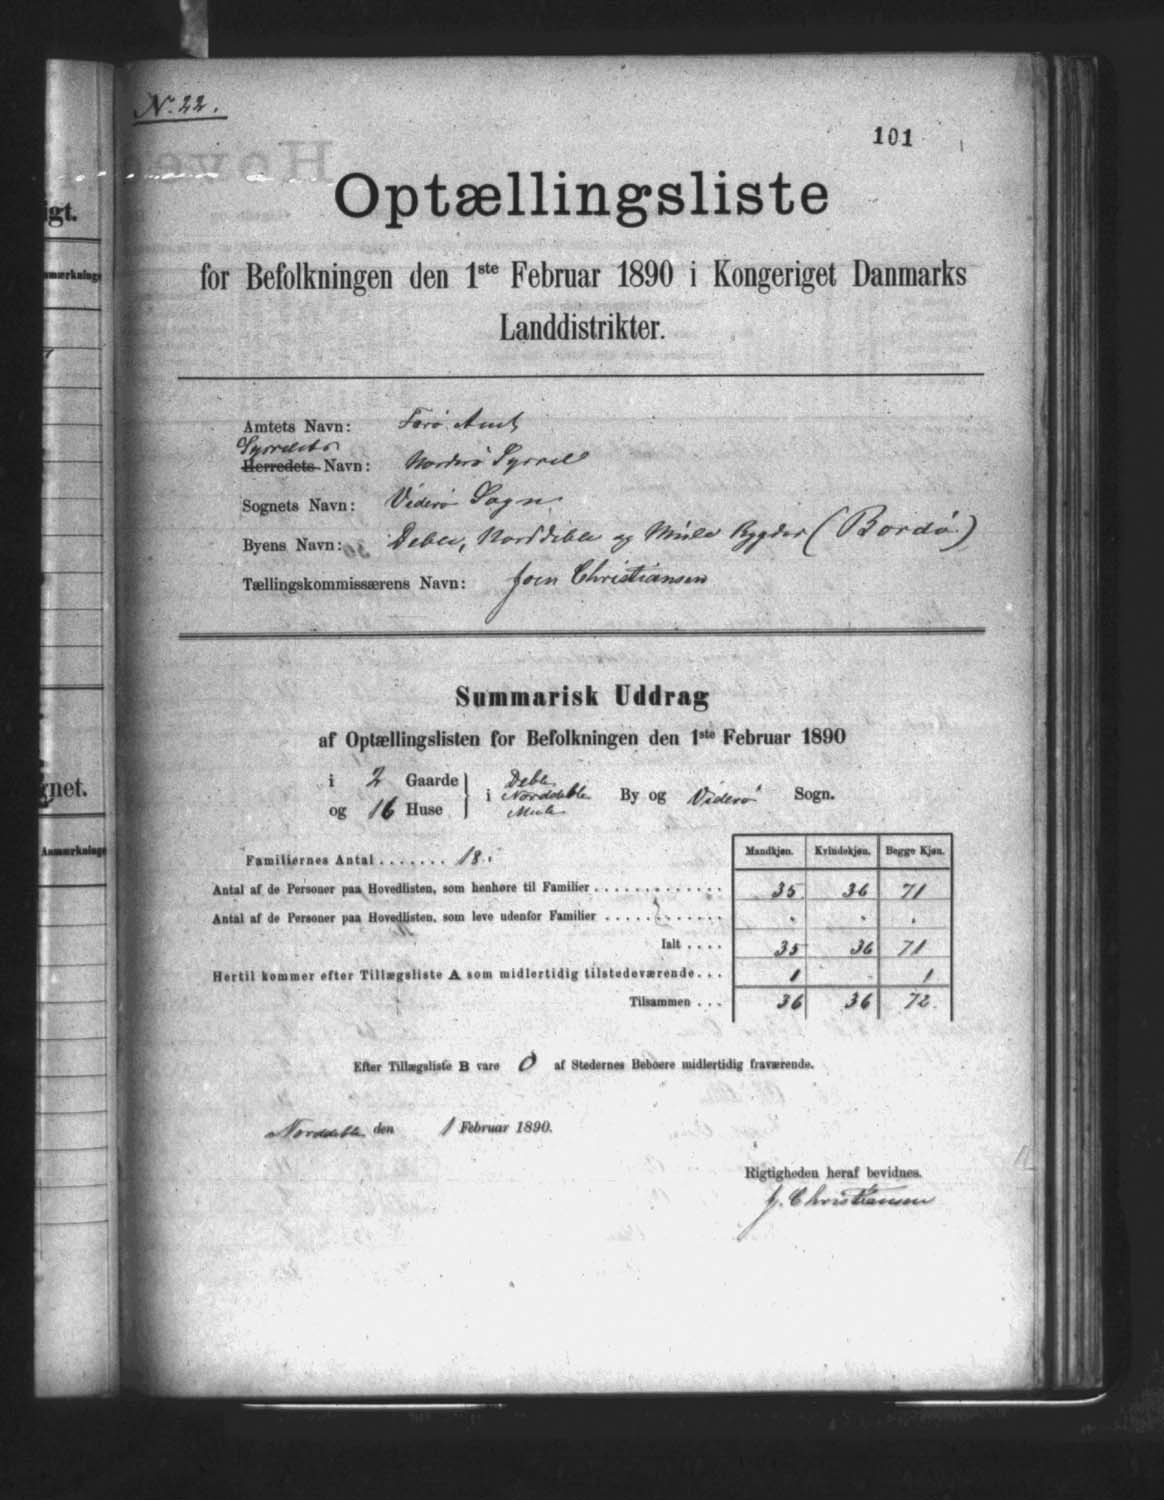 No. 22.
101
Optællingsliste
for Befolkningen den 1ste Februar 1890 i Kongeriget Danmarks
Landdistrikter.
Amtets Navn: Færø Amt
Sysselets
Herredets Navn: Norderø Syssel
Sognets Navn: Viderø Sogn
Byens Navn: Deble, Norddeble og Mule Bygder (Bordø)
Tællingskommissærens Navn: Joen Christiansen
Summarisk Uddrag
af Optællingslisten for Befolkningen den 1ste Februar 1890
i 2 Gaarde
og 16 Huse
i Deble Norddeble Mule By og Viderø Sogn.
Mandkjøn. Kvindekjøn. Begge Kjøn.
Familiernes Antal ....... 18.
Antal af de Personer paa Hovedlisten, som henhøre til Familier ............. 35 36 71
Antal af de Personer paa Hovedlisten, som leve udenfor Familier ............ . . .
Ialt .... 35 36 71
Hertil kommer efter Tillægsliste A som midlertidig tilstedeværende... 1 . 1
Tilsammen ... 36 36 72.
Efter Tillægsliste B vare 0 af Stedernes Beboere midlertidig fraværende.
Norddeble den 1 Februar 1890.
Rigtigheden heraf bevidnes.
J. Christiansen
igt.
gnet.
Anmærkninge